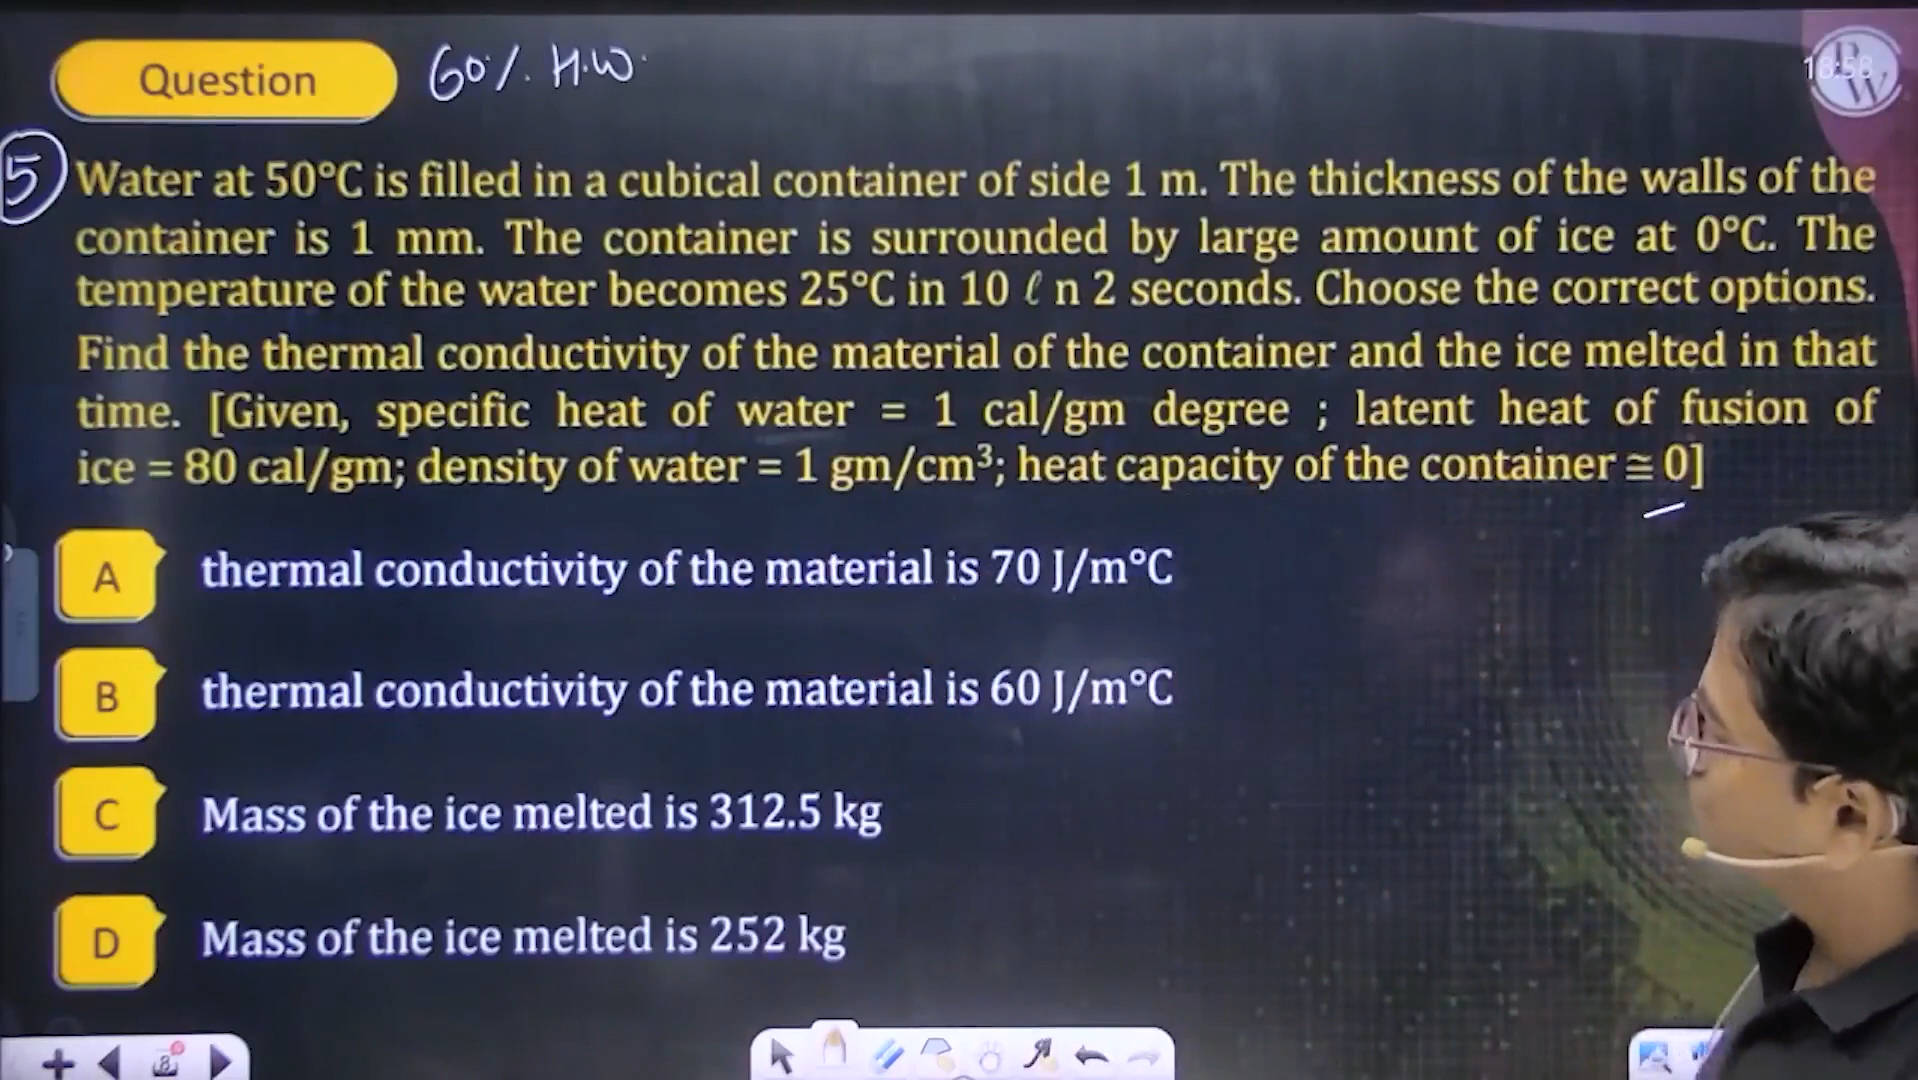 Question 60% H.W.
18:58
PW
5 Water at 50°C is filled in a cubical container of side 1 m. The thickness of the walls of the
container is 1 mm. The container is surrounded by large amount of ice at 0°C. The
temperature of the water becomes 25°C in 10 ℓ n 2 seconds. Choose the correct options.
Find the thermal conductivity of the material of the container and the ice melted in that
time. [Given, specific heat of water = 1 cal/gm degree ; latent heat of fusion of
ice = 80 cal/gm; density of water = 1 gm/cm³; heat capacity of the container ≅ 0]
A thermal conductivity of the material is 70 J/m°C
B thermal conductivity of the material is 60 J/m°C
C Mass of the ice melted is 312.5 kg
D Mass of the ice melted is 252 kg